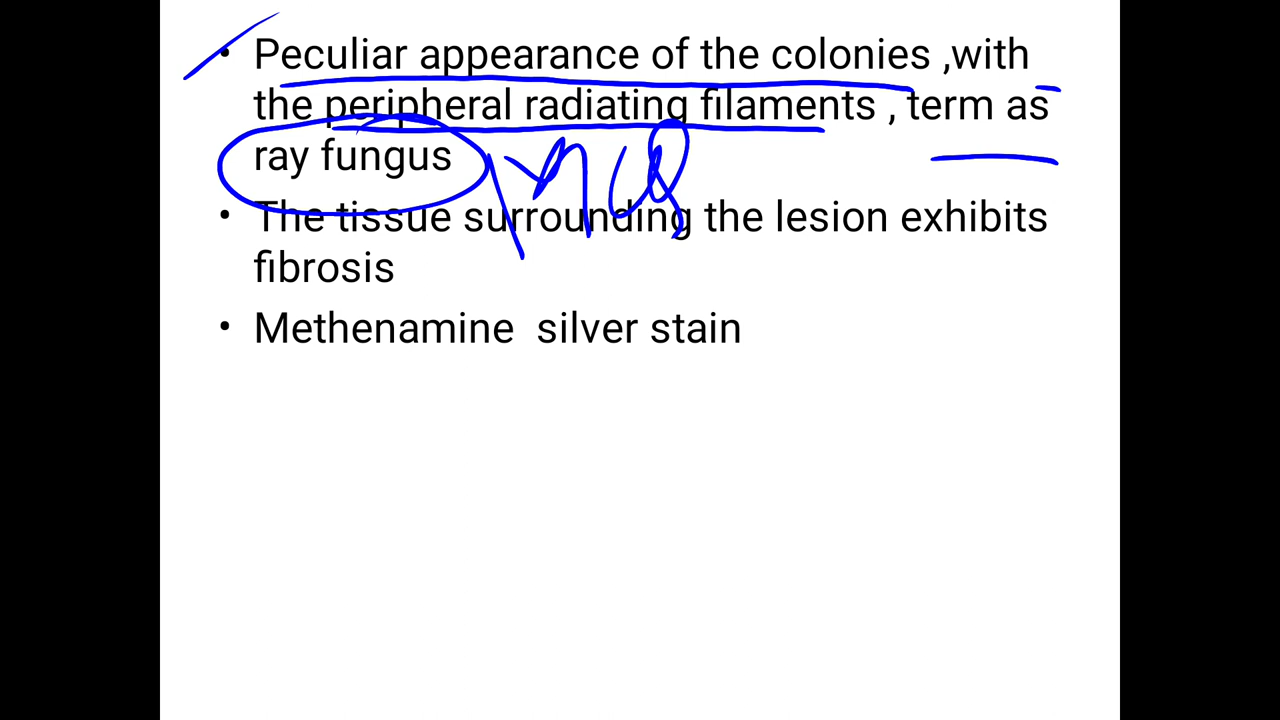 • Peculiar appearance of the colonies ,with
the peripheral radiating filaments , term as
ray fungus
MCQ
• The tissue surrounding the lesion exhibits
fibrosis
• Methenamine  silver stain